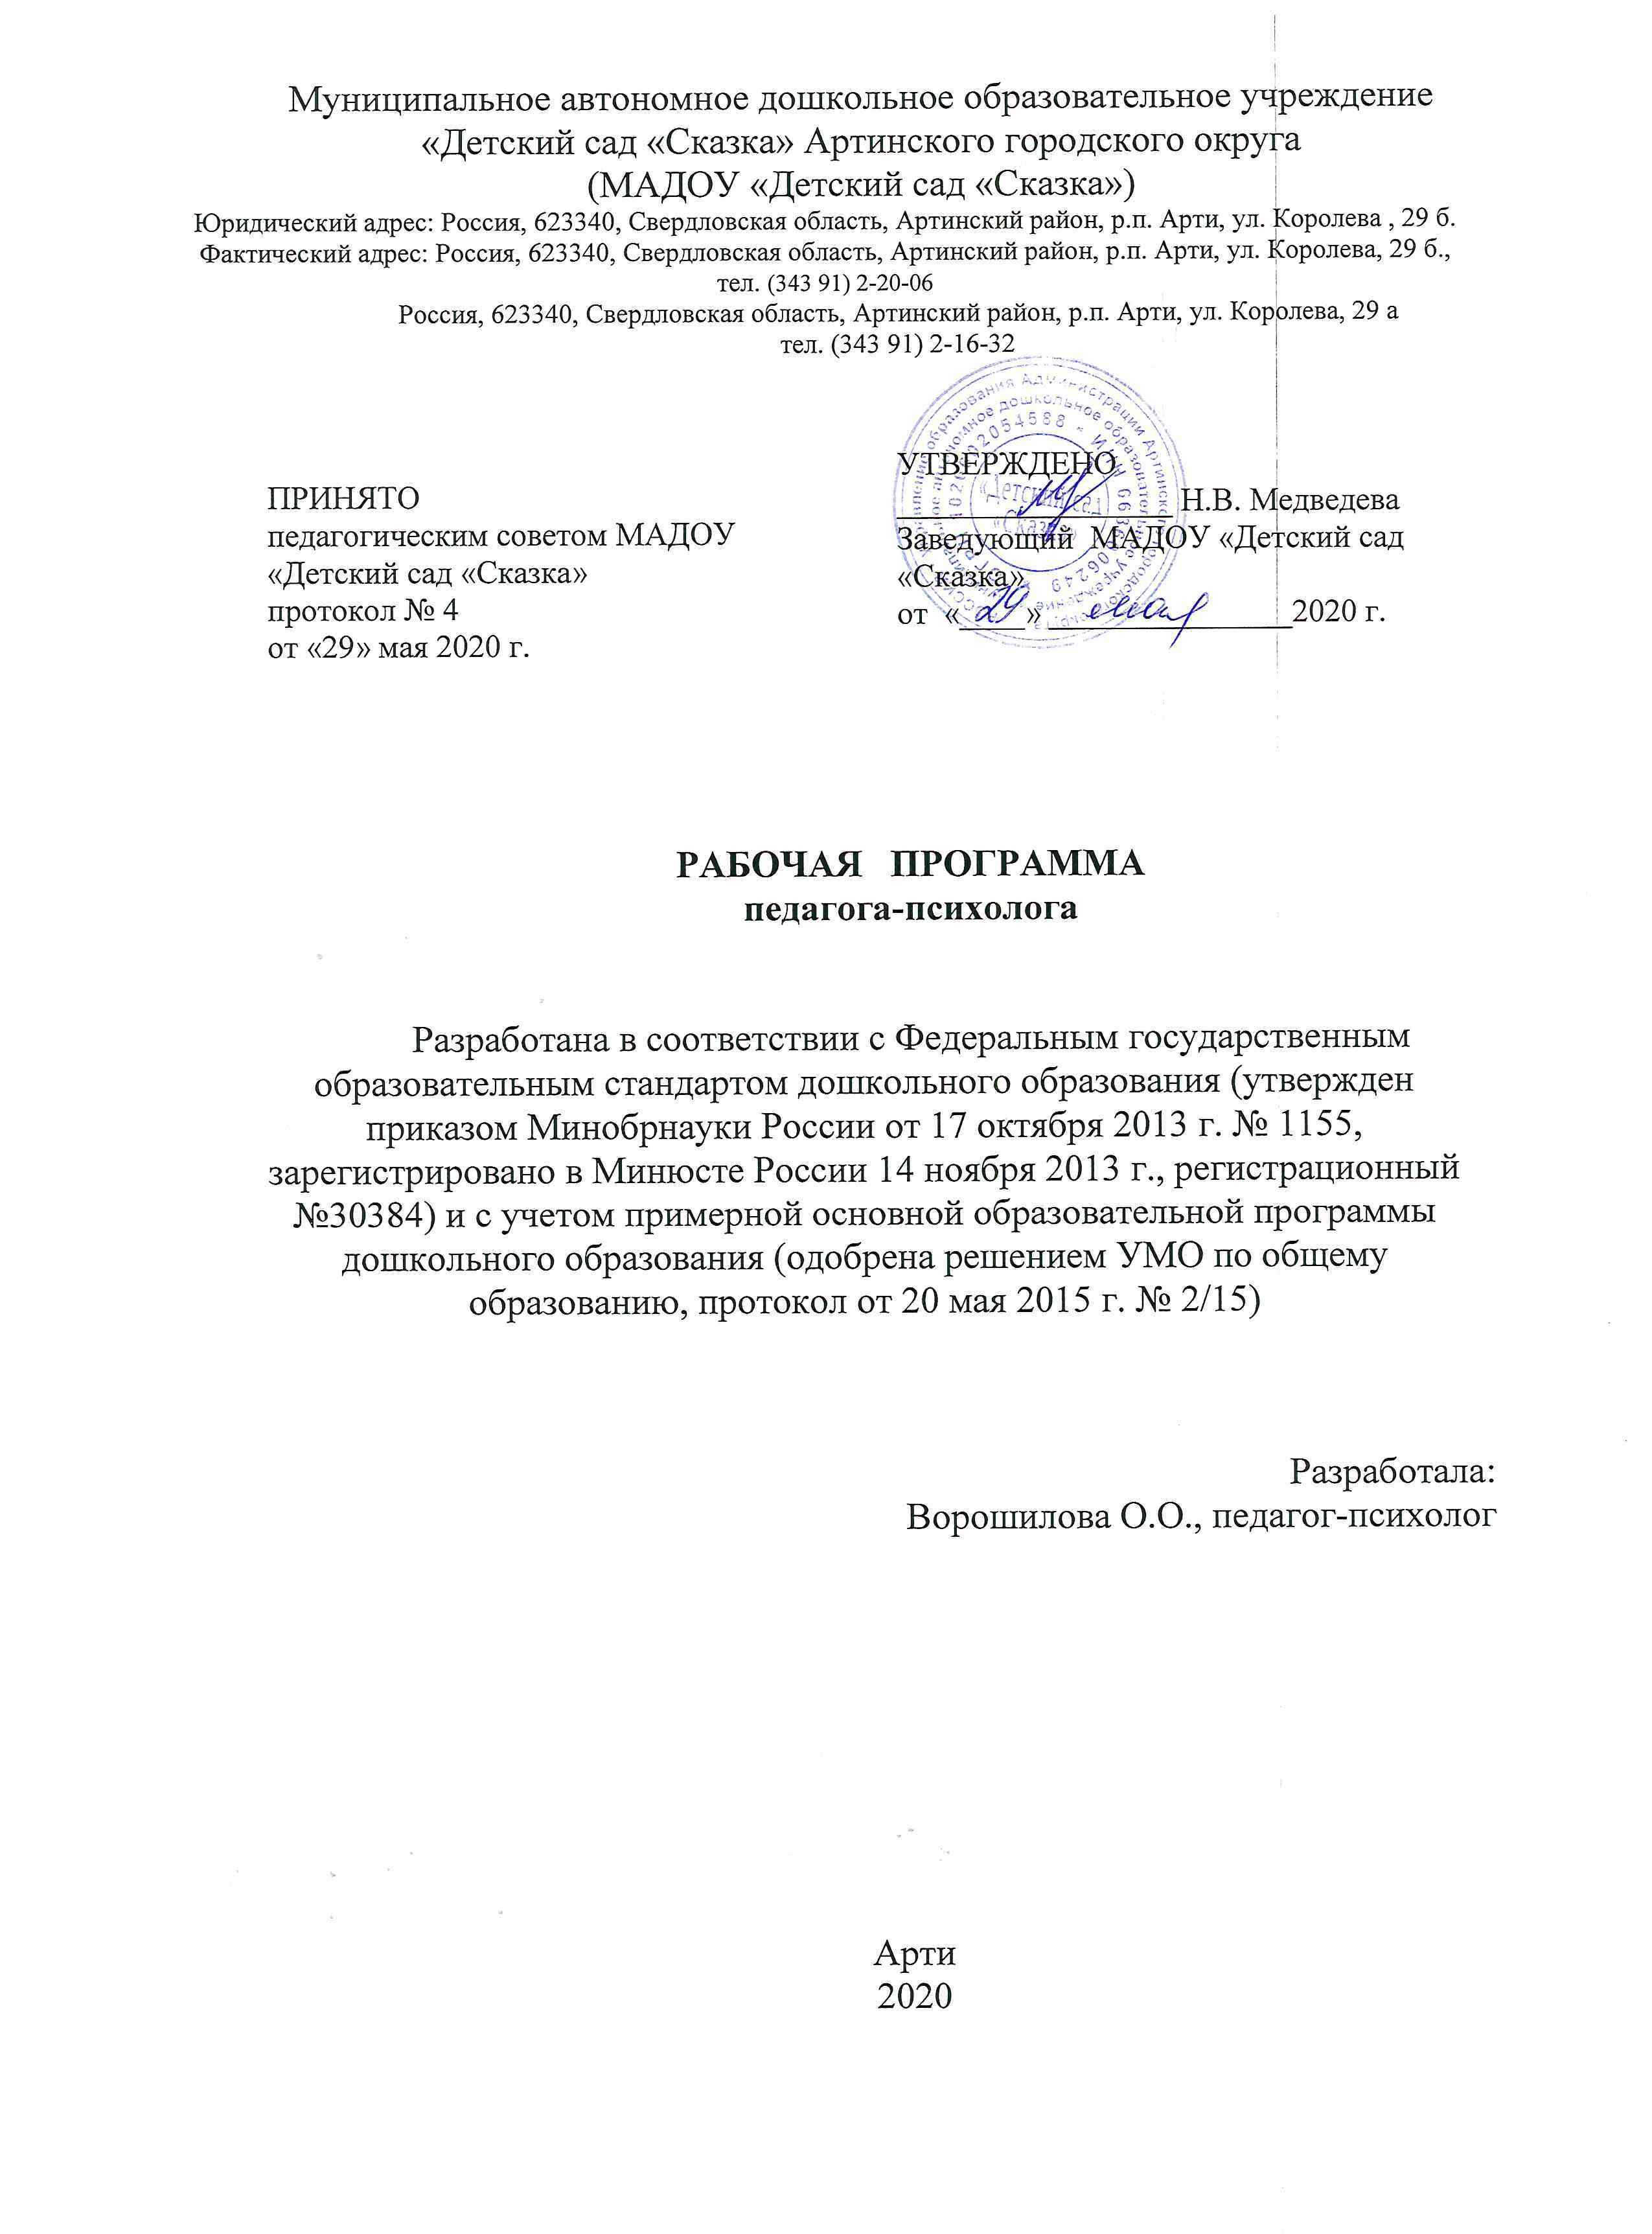 Муниципальное автономное дошкольное образовательное учреждение
«Детский сад «Сказка» Артинского городского округа
(МАДОУ «Детский сад «Сказка»)
Юридический адрес: Россия, 623340, Свердловская область, Артинский район, р.п. Арти, ул. Королева , 29 б.
Фактический адрес: Россия, 623340, Свердловская область, Артинский район, р.п. Арти, ул. Королева, 29 б.,
тел. (343 91) 2-20-06
Россия, 623340, Свердловская область, Артинский район, р.п. Арти, ул. Королева, 29 а
тел. (343 91) 2-16-32
ПРИНЯТО
педагогическим советом МАДОУ
«Детский сад «Сказка»
протокол № 4
от «29» мая 2020 г.
УТВЕРЖДЕНО
Н.В. Медведева
Заведующий МАДОУ «Детский сад
«Сказка»
от «29» мая 2020 г.
«Детский сад
«Сказка»
РАБОЧАЯ ПРОГРАММА
педагога-психолога
Разработана в соответствии с Федеральным государственным
образовательным стандартом дошкольного образования (утвержден
приказом Минобрнауки России от 17 октября 2013 г. № 1155,
зарегистрировано в Минюсте России 14 ноября 2013 г., регистрационный
№30384) и с учетом примерной основной образовательной программы
дошкольного образования (одобрена решением УМО по общему
образованию, протокол от 20 мая 2015 г. № 2/15)
Разработала:
Ворошилова О.О., педагог-психолог
Арти
2020